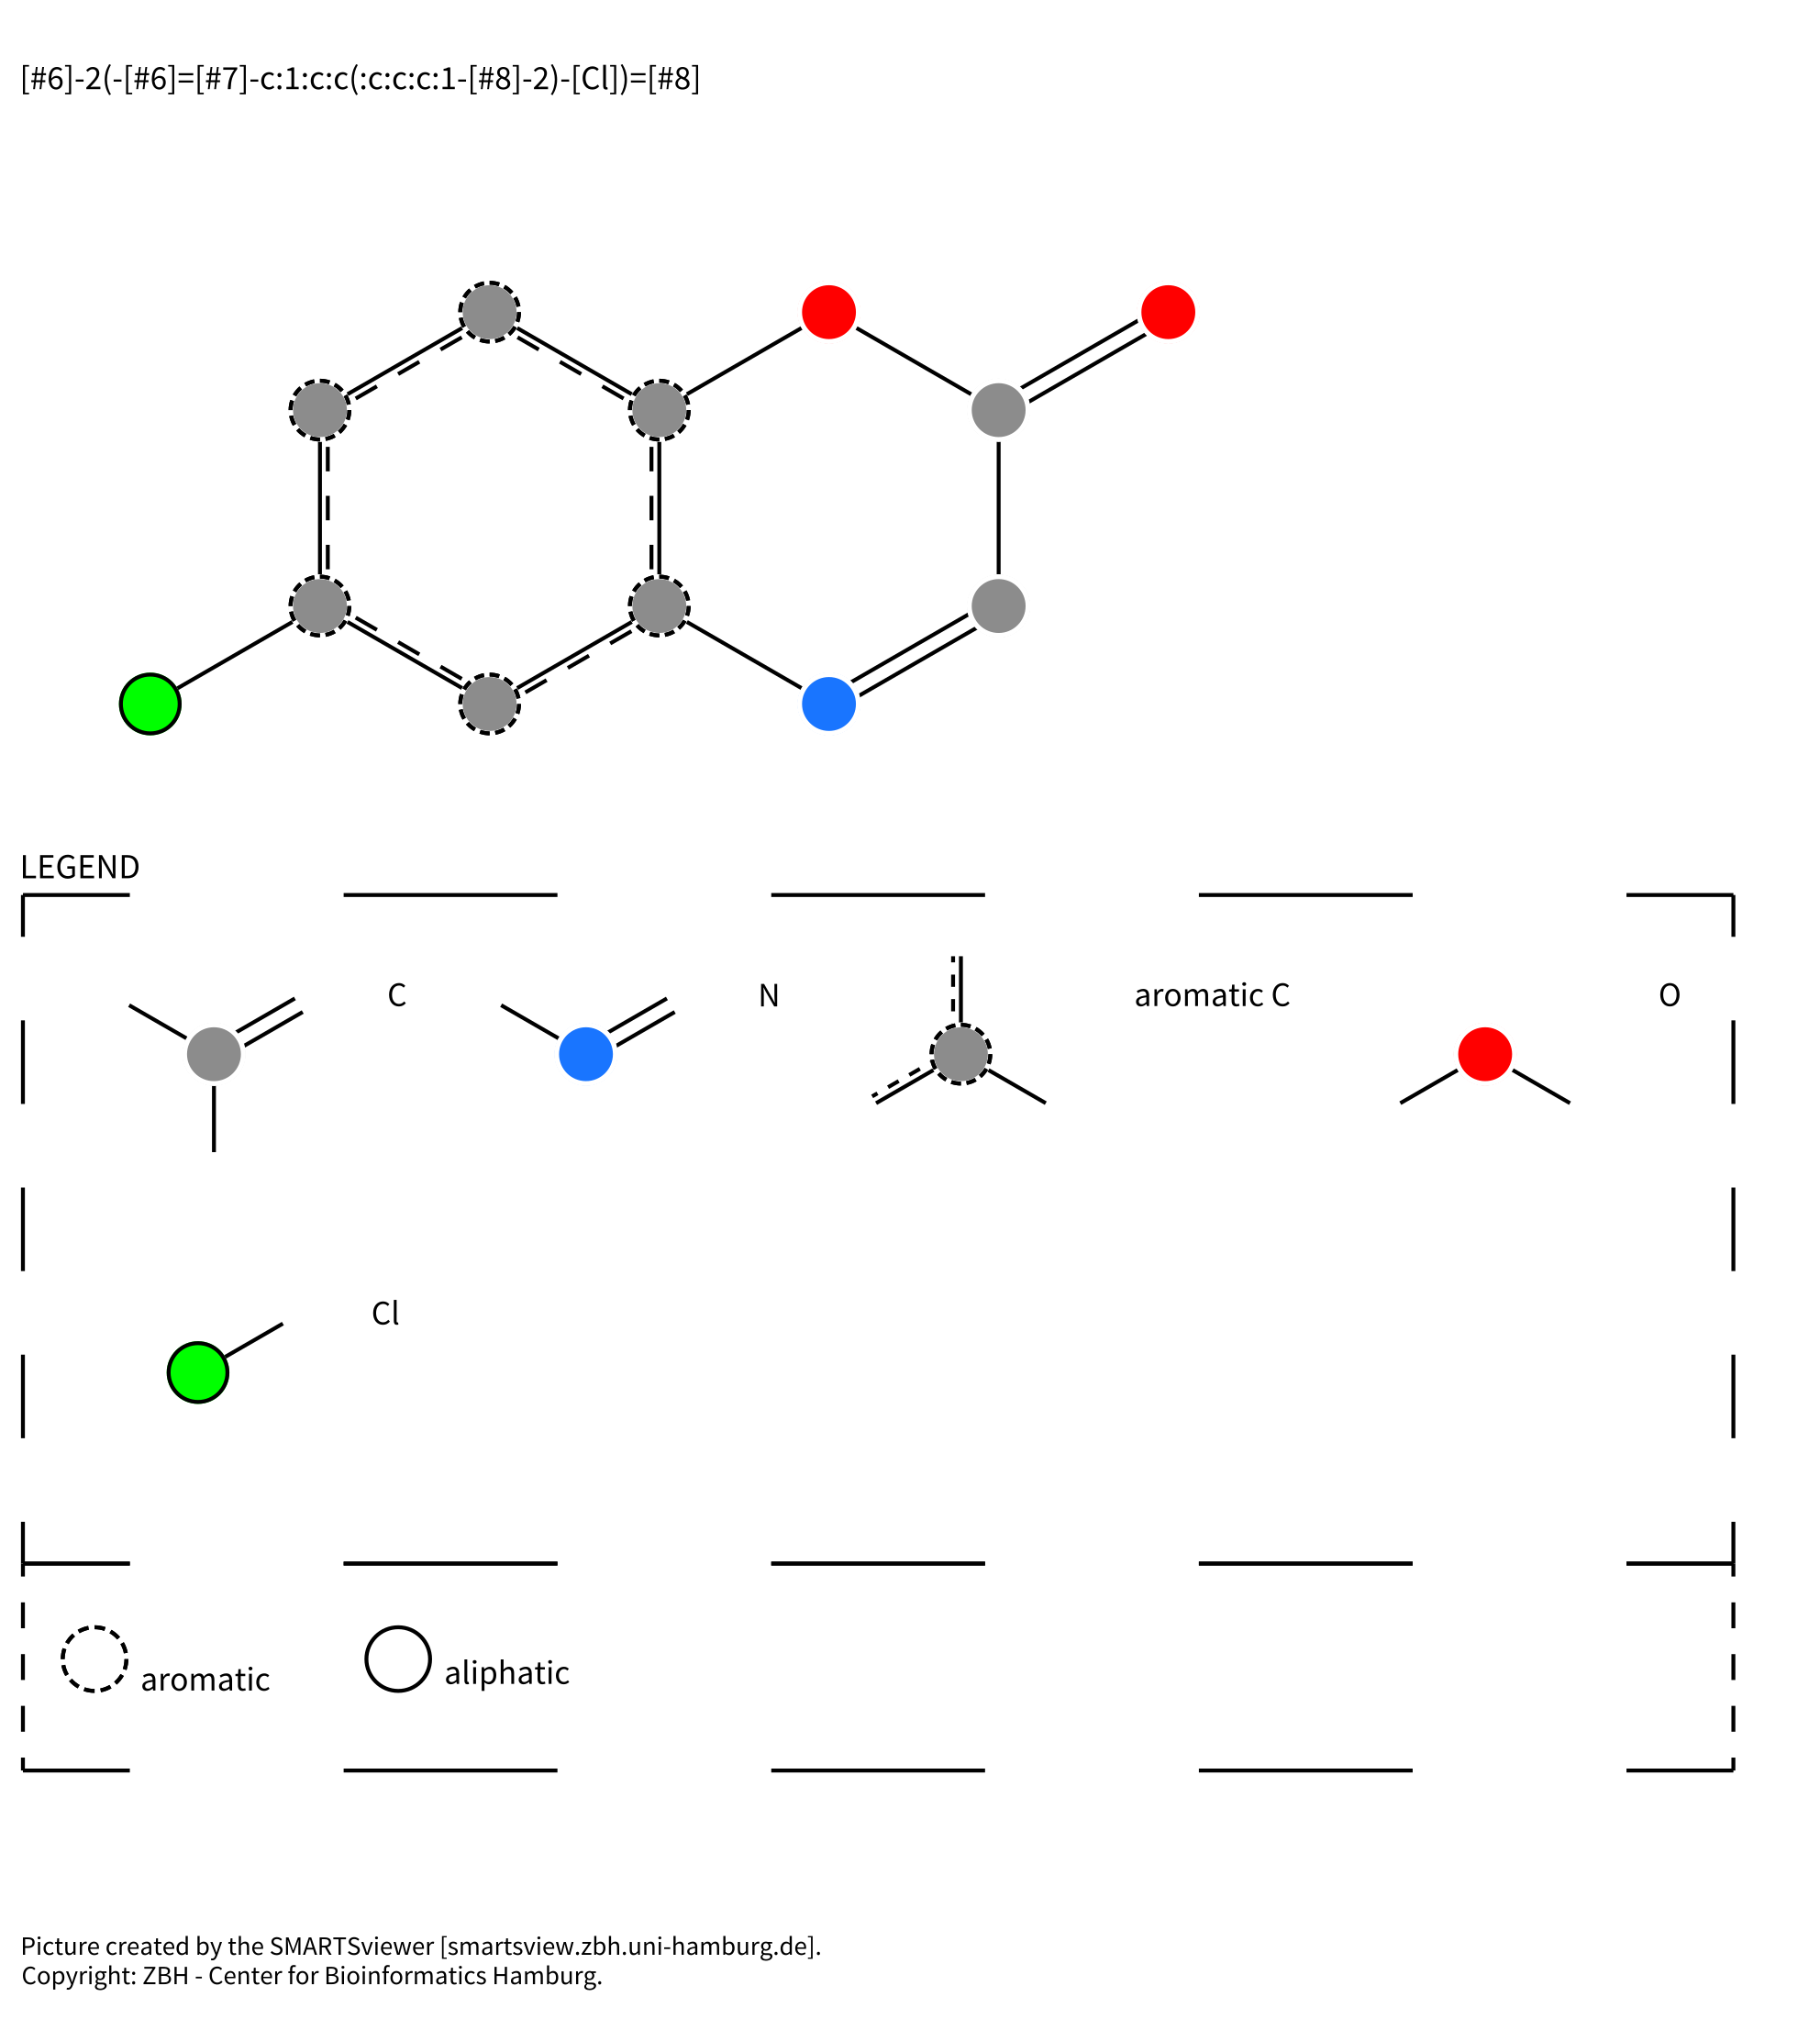 [#6]-2(-[#6]=[#7]-c:1:c:c(:c:c:c:1-[#8]-2)-[Cl])=[#8]
LEGEND
C N aromatic C O
Cl
aromatic aliphatic
Picture created by the SMARTSviewer [smartsview.zbh.uni-hamburg.de].
Copyright: ZBH - Center for Bioinformatics Hamburg.